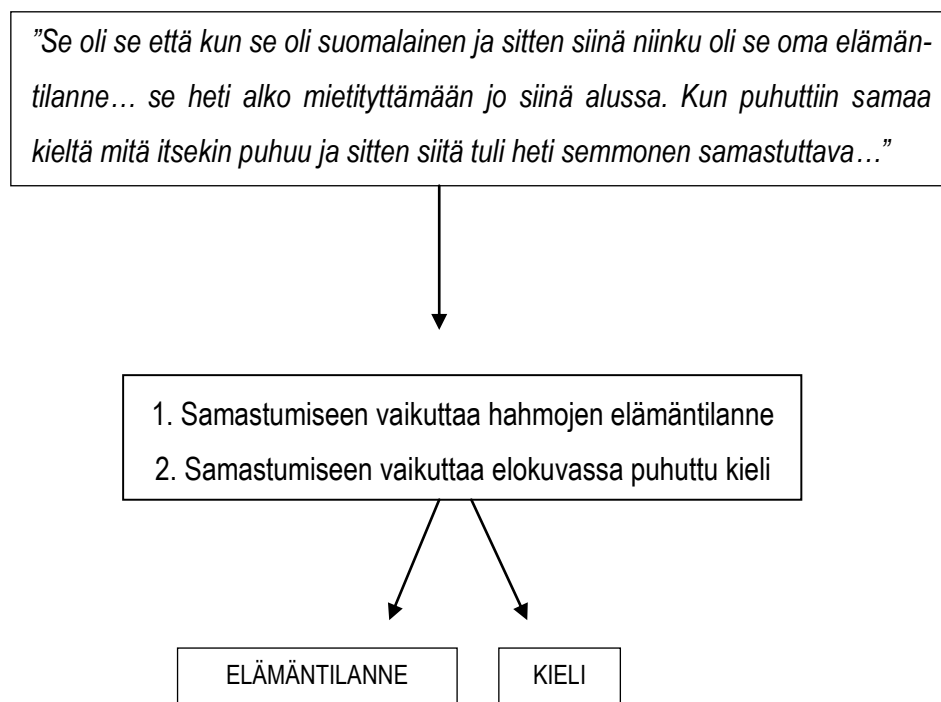 ”Se oli se että kun se oli suomalainen ja sitten siinä niinku oli se oma elämän-
tilanne… se heti alko mietityttämään jo siinä alussa. Kun puhuttiin samaa
kieltä mitä itsekin puhuu ja sitten siitä tuli heti semmonen samastuttava…”
1. Samastumiseen vaikuttaa hahmojen elämäntilanne
2. Samastumiseen vaikuttaa elokuvassa puhuttu kieli
ELÄMÄNTILANNE
KIELI